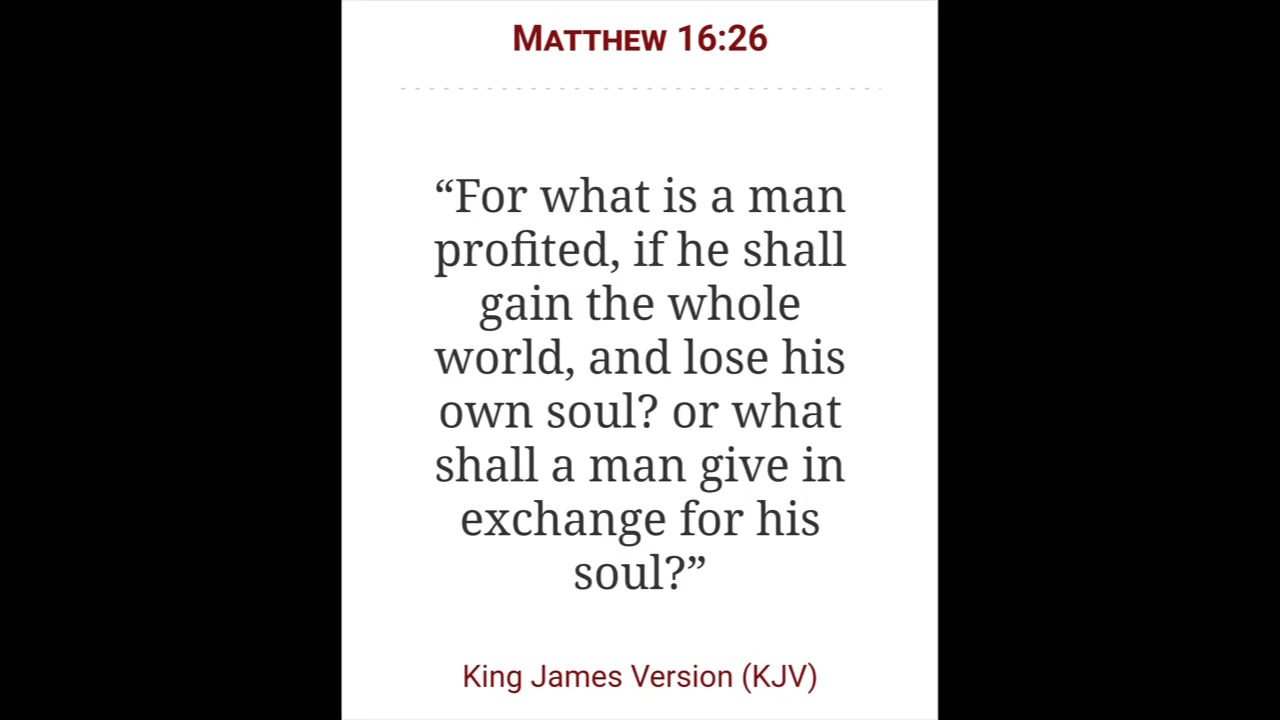 Matthew 16:26
“For what is a man
profited, if he shall
gain the whole
world, and lose his
own soul? or what
shall a man give in
exchange for his
soul?”
King James Version (KJV)